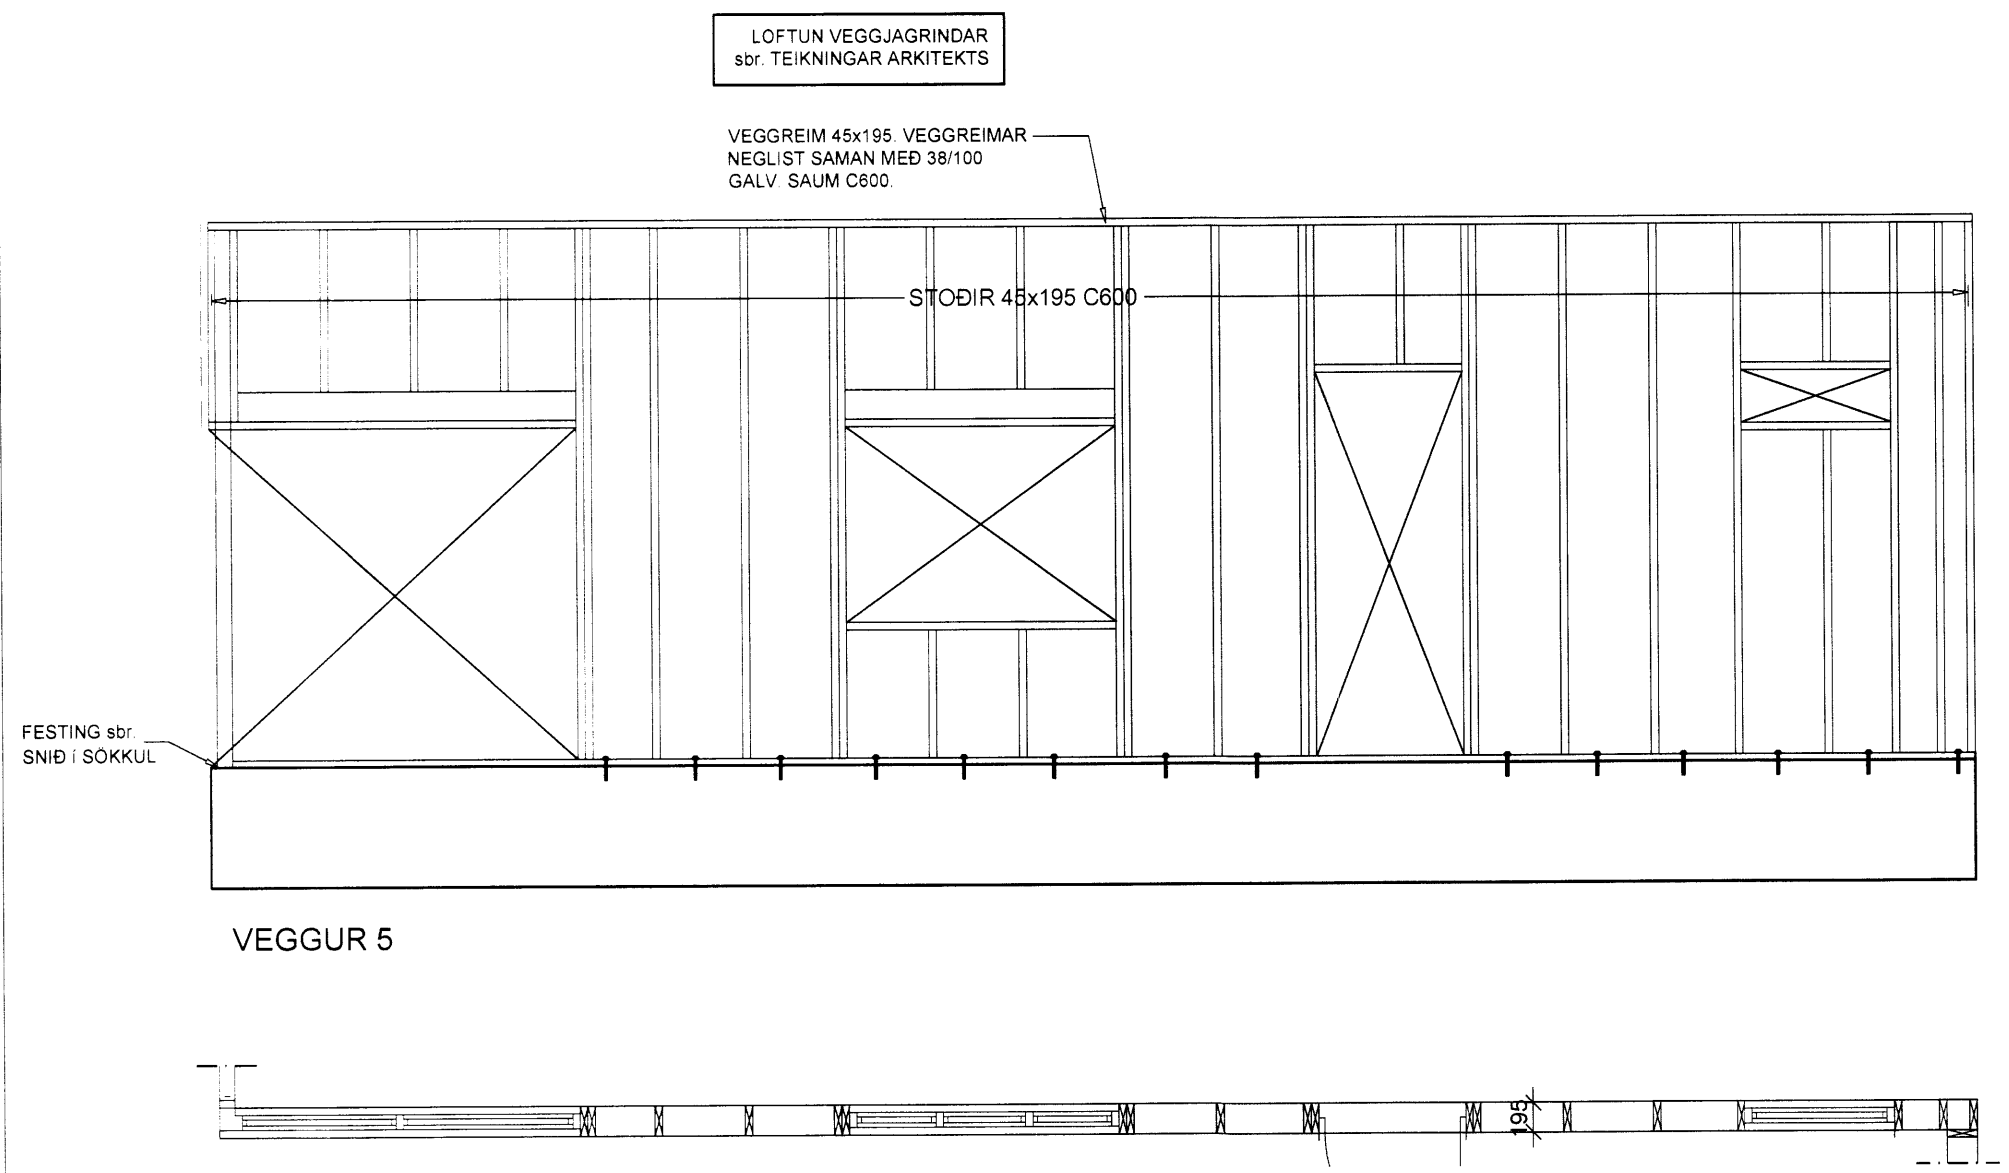 LOFTUN VEGGJAGRINDAR
sbr. TEIKNINGAR ARKITEKTS
VEGGREIM 45x195. VEGGREIMAR
NEGLIST SAMAN MEÐ 38/100
GALV. SAUM C600.
STOÐIR 45x195 C600
FESTING sbr.
SNIÐ Í SÖKKUL
VEGGUR 5
195